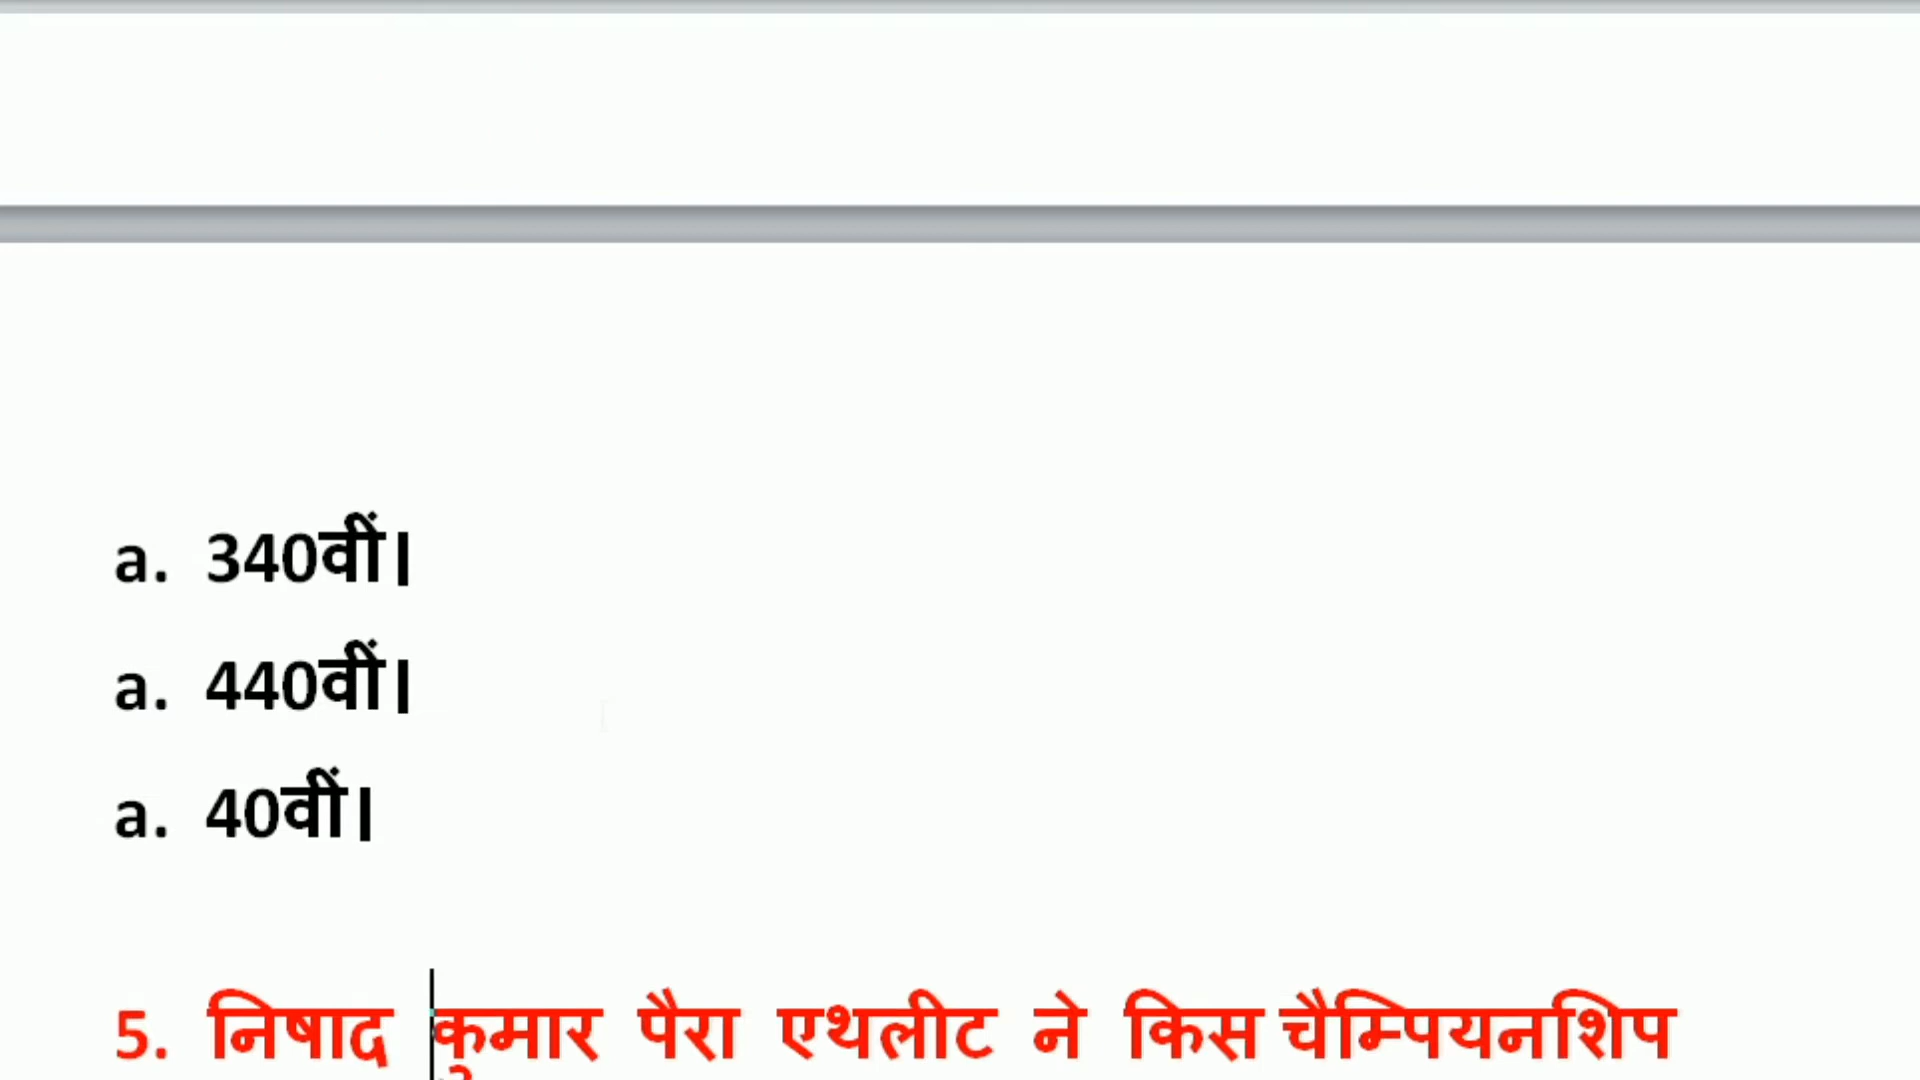 a. 340वीं।
a. 440वीं।
a. 40वीं।
5. निषाद कुमार पैरा एथलीट ने किस चैम्पियनशिप